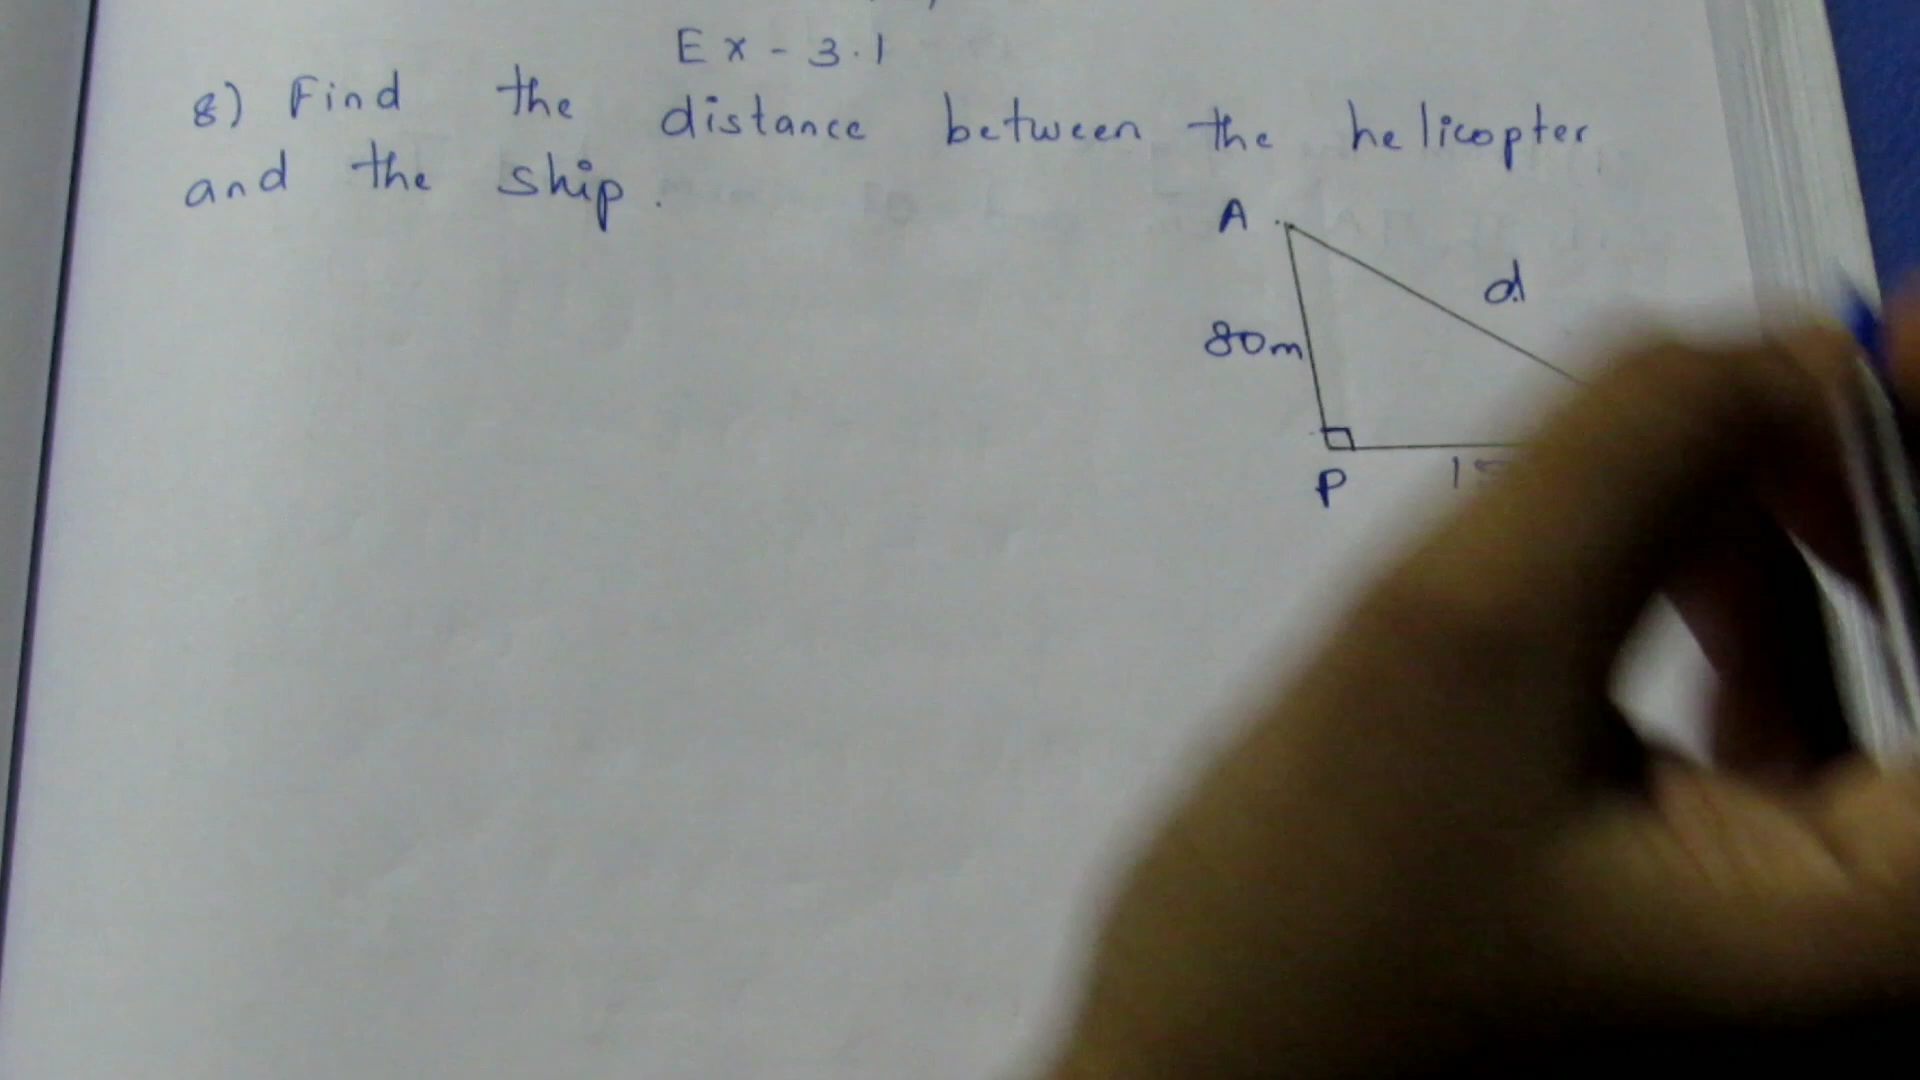 Ex - 3.1
8) Find the distance between the helicopter
and the ship.
A
d
80m
P